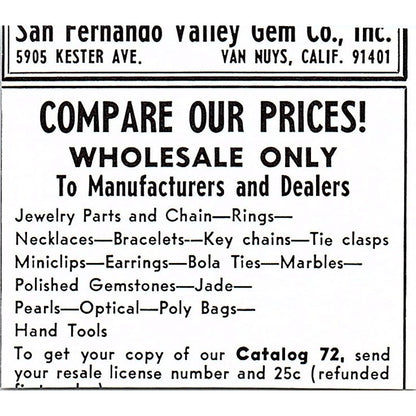 San Fernando Valley Gem Co., Inc.
5905 KESTER AVE. VAN NUYS, CALIF. 91401
COMPARE OUR PRICES!
WHOLESALE ONLY
To Manufacturers and Dealers
Jewelry Parts and Chain—Rings—
Necklaces—Bracelets--Key chains—Tie clasps
Miniclips—Earrings—Bola Ties—Marbles—
Polished Gemstones—Jade—
Pearls—Optical—Poly Bags—
Hand Tools
To get your copy of our Catalog 72, send
your resale license number and 25c (refunded